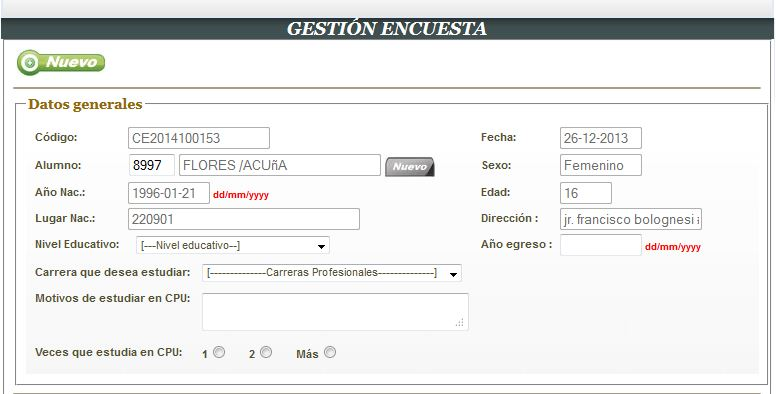 GESTIÓN ENCUESTA
Nuevo
Datos generales
Código: CE2014100153 Fecha: 26-12-2013
Alumno: 8997 FLORES /ACUñA Nuevo Sexo: Femenino
Año Nac.: 1996-01-21 dd/mm/yyyy Edad: 16
Lugar Nac.: 220901 Dirección : jr. francisco bolognesi
Nivel Educativo: [---Nivel educativo--] Año egreso : dd/mm/yyyy
Carrera que desea estudiar: [--------------Carreras Profesionales--------------]
Motivos de estudiar en CPU:
Veces que estudia en CPU: 1 2 Más